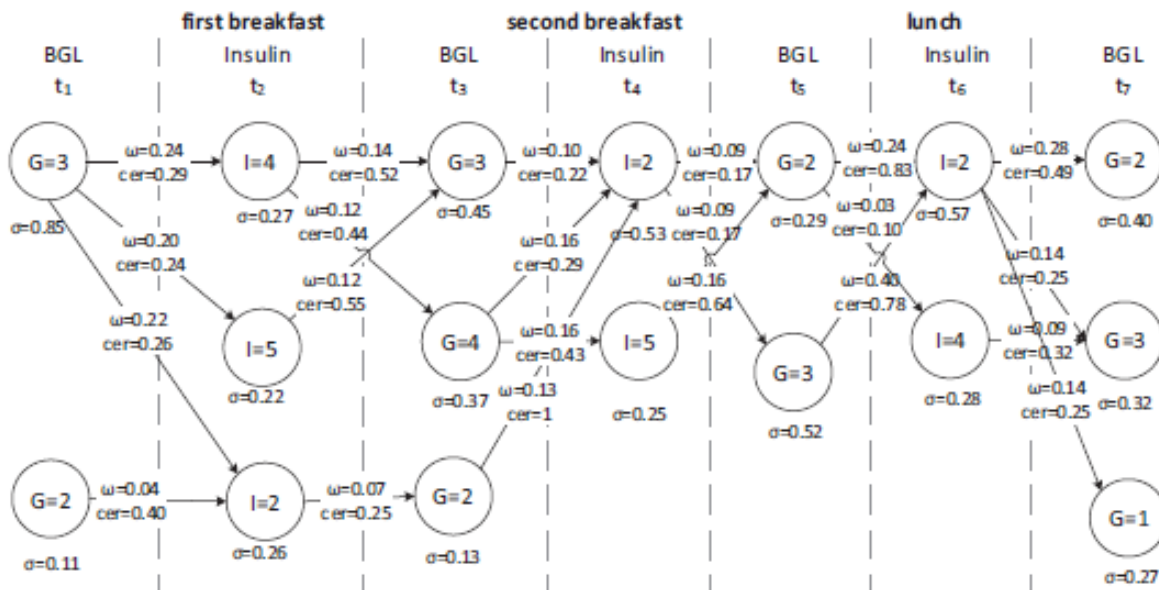 first breakfast second breakfast lunch
BGL Insulin BGL Insulin BGL Insulin BGL
t₁ t₂ t₃ t₄ t₅ t₆ t₇
G=3 ω=0.24 I=4 ω=0.14 G=3 ω=0.10 I=2 ω=0.09 G=2 ω=0.24 I=2 ω=0.28 G=2
cer=0.29 cer=0.52 cer=0.22 cer=0.17 cer=0.83 cer=0.49
σ=0.85 σ=0.27 ω=0.12 σ=0.45 σ=0.53 ω=0.09 σ=0.29 ω=0.03 σ=0.57 σ=0.40
cer=0.44 cer=0.17 cer=0.10
ω=0.20 ω=0.16
cer=0.24 cer=0.29
ω=0.12 ω=0.16 ω=0.40 ω=0.14
cer=0.55 cer=0.64 cer=0.78 cer=0.25
ω=0.22 ω=0.16 ω=0.09
cer=0.26 cer=0.43 cer=0.32
I=5 G=4 I=5 G=3 I=4 G=3
σ=0.22 σ=0.37 σ=0.25 σ=0.52 σ=0.28 σ=0.32
ω=0.13 ω=0.14
cer=1 cer=0.25
G=2 ω=0.04 I=2 ω=0.07 G=2 G=1
cer=0.40 cer=0.25
σ=0.11 σ=0.26 σ=0.13 σ=0.27